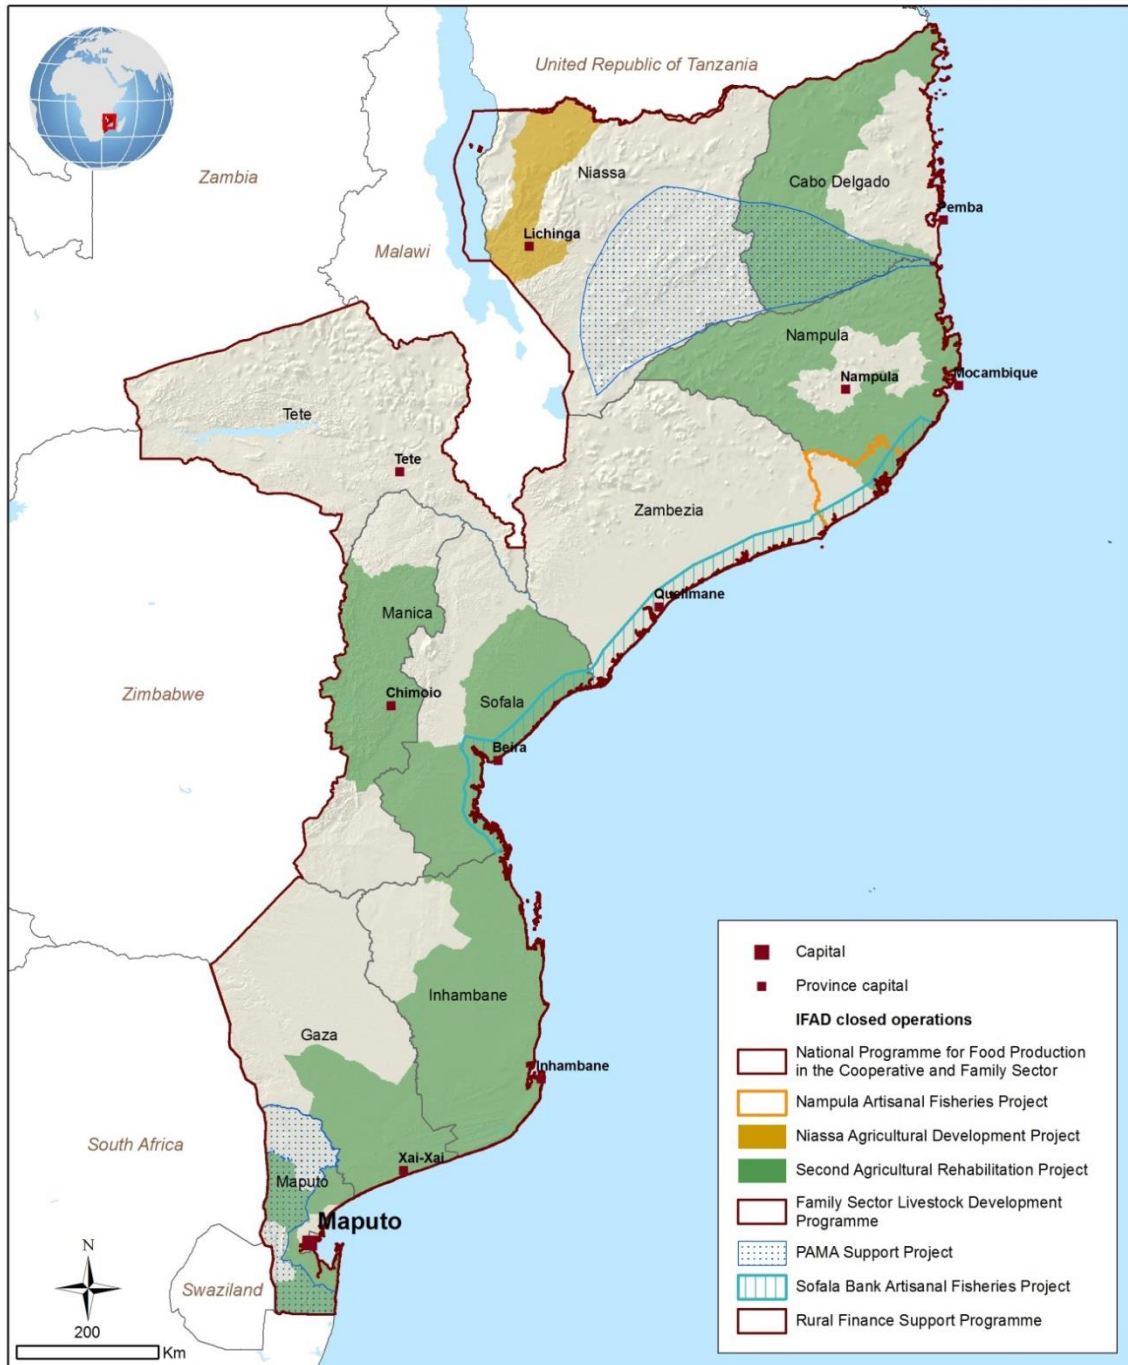 United Republic of Tanzania
Zambia
Niassa
Cabo Delgado
Pemba
Lichinga
Malawi
Nampula
Nampula
Mocambique
Tete
Tete
Zambezia
Quelimane
Manica
Chimoio
Zimbabwe
Sofala
Beira
Inhambane
Gaza
Inhambane
South Africa
Xai-Xai
Maputo
Maputo
Swaziland
N
200
Km
Capital
Province capital
IFAD closed operations
National Programme for Food Production
in the Cooperative and Family Sector
Nampula Artisanal Fisheries Project
Niassa Agricultural Development Project
Second Agricultural Rehabilitation Project
Family Sector Livestock Development
Programme
PAMA Support Project
Sofala Bank Artisanal Fisheries Project
Rural Finance Support Programme